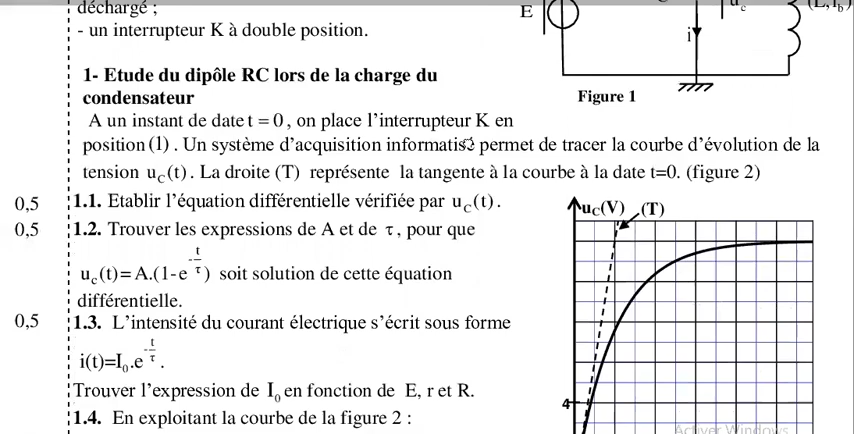 déchargé ;
- un interrupteur K à double position.
E
i
u_c
(L, r_b)
Figure 1
1- Etude du dipôle RC lors de la charge du
condensateur
A un instant de date t = 0, on place l'interrupteur K en
position (1). Un système d'acquisition informatisé permet de tracer la courbe d'évolution de la
tension u_C(t). La droite (T) représente la tangente à la courbe à la date t=0. (figure 2)
0,5 1.1. Etablir l'équation différentielle vérifiée par u_C(t).
0,5 1.2. Trouver les expressions de A et de τ, pour que
u_c(t)=A.(1-e^{-t/τ}) soit solution de cette équation
différentielle.
0,5 1.3. L'intensité du courant électrique s'écrit sous forme
i(t)=I_0.e^{-t/τ}.
Trouver l'expression de I_0 en fonction de E, r et R.
1.4. En exploitant la courbe de la figure 2 :
u_C(V) (T)
4
Activer Windows